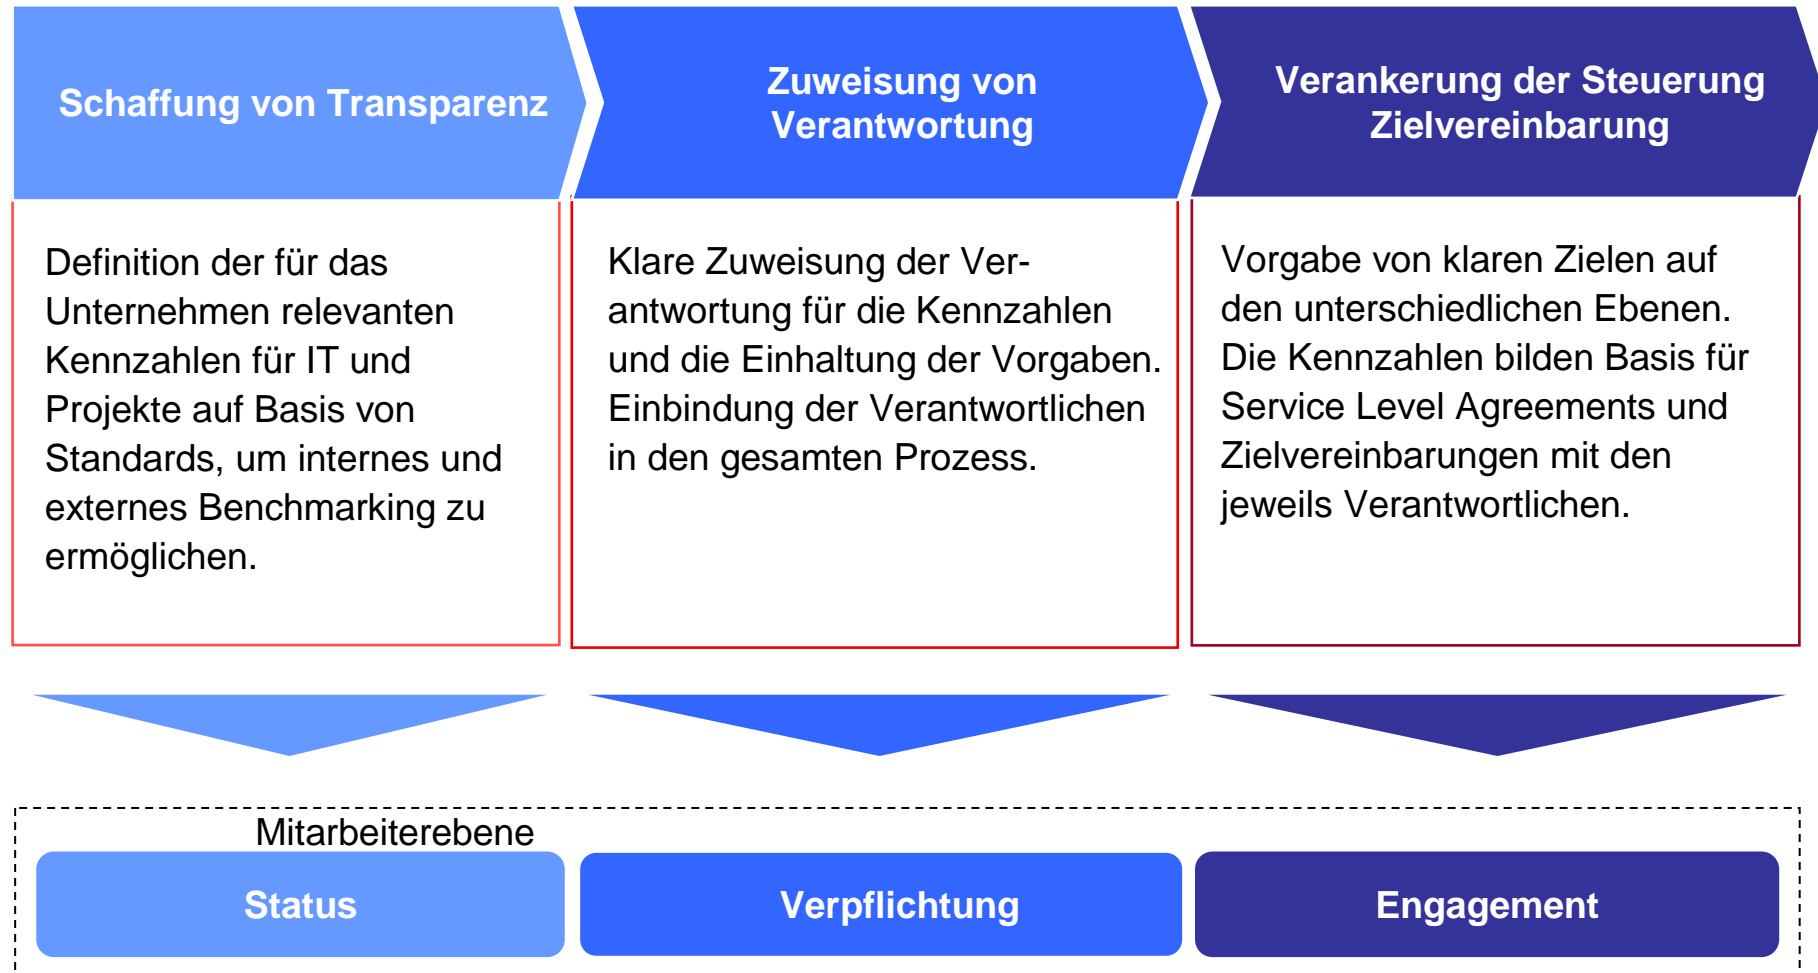 Schaffung von Transparenz
Zuweisung von
Verantwortung
Verankerung der Steuerung
Zielvereinbarung
Definition der für das
Unternehmen relevanten
Kennzahlen für IT und
Projekte auf Basis von
Standards, um internes und
externes Benchmarking zu
ermöglichen.
Klare Zuweisung der Ver-
antwortung für die Kennzahlen
und die Einhaltung der Vorgaben.
Einbindung der Verantwortlichen
in den gesamten Prozess.
Vorgabe von klaren Zielen auf
den unterschiedlichen Ebenen.
Die Kennzahlen bilden Basis für
Service Level Agreements und
Zielvereinbarungen mit den
jeweils Verantwortlichen.
Mitarbeiterebene
Status
Verpflichtung
Engagement